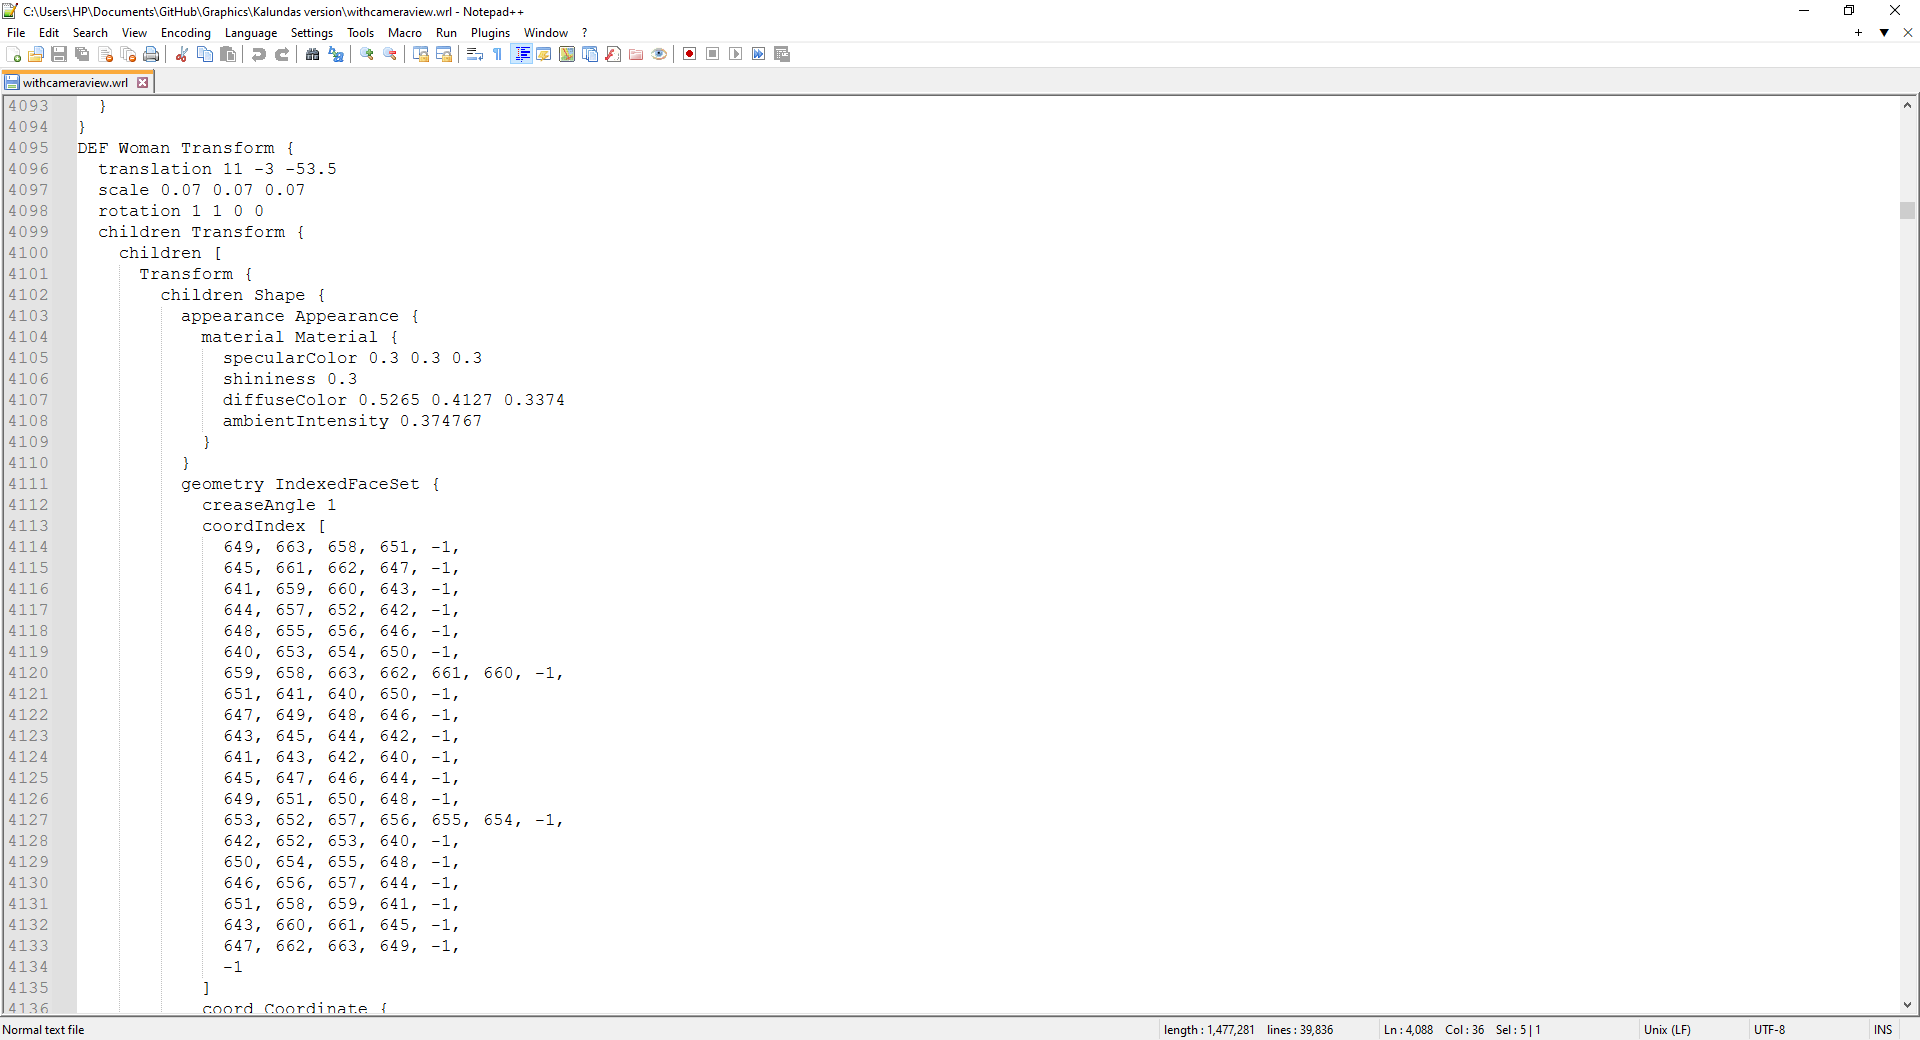 C:\Users\HP\Documents\GitHub\Graphics\Kalundas version\withcameraview.wrl - Notepad++
File Edit Search View Encoding Language Settings Tools Macro Run Plugins Window ?
+ ▼ X
withcameraview.wrl
4093 }
4094 }
4095 DEF Woman Transform {
4096 translation 11 -3 -53.5
4097 scale 0.07 0.07 0.07
4098 rotation 1 1 0 0
4099 children Transform {
4100 children [
4101 Transform {
4102 children Shape {
4103 appearance Appearance {
4104 material Material {
4105 specularColor 0.3 0.3 0.3
4106 shininess 0.3
4107 diffuseColor 0.5265 0.4127 0.3374
4108 ambientIntensity 0.374767
4109 }
4110 }
4111 geometry IndexedFaceSet {
4112 creaseAngle 1
4113 coordIndex [
4114 649, 663, 658, 651, -1,
4115 645, 661, 662, 647, -1,
4116 641, 659, 660, 643, -1,
4117 644, 657, 652, 642, -1,
4118 648, 655, 656, 646, -1,
4119 640, 653, 654, 650, -1,
4120 659, 658, 663, 662, 661, 660, -1,
4121 651, 641, 640, 650, -1,
4122 647, 649, 648, 646, -1,
4123 643, 645, 644, 642, -1,
4124 641, 643, 642, 640, -1,
4125 645, 647, 646, 644, -1,
4126 649, 651, 650, 648, -1,
4127 653, 652, 657, 656, 655, 654, -1,
4128 642, 652, 653, 640, -1,
4129 650, 654, 655, 648, -1,
4130 646, 656, 657, 644, -1,
4131 651, 658, 659, 641, -1,
4132 643, 660, 661, 645, -1,
4133 647, 662, 663, 649, -1,
4134 -1
4135 ]
4136 coord Coordinate {
Normal text file length : 1,477,281 lines : 39,836 Ln : 4,088 Col : 36 Sel : 5 | 1 Unix (LF) UTF-8 INS